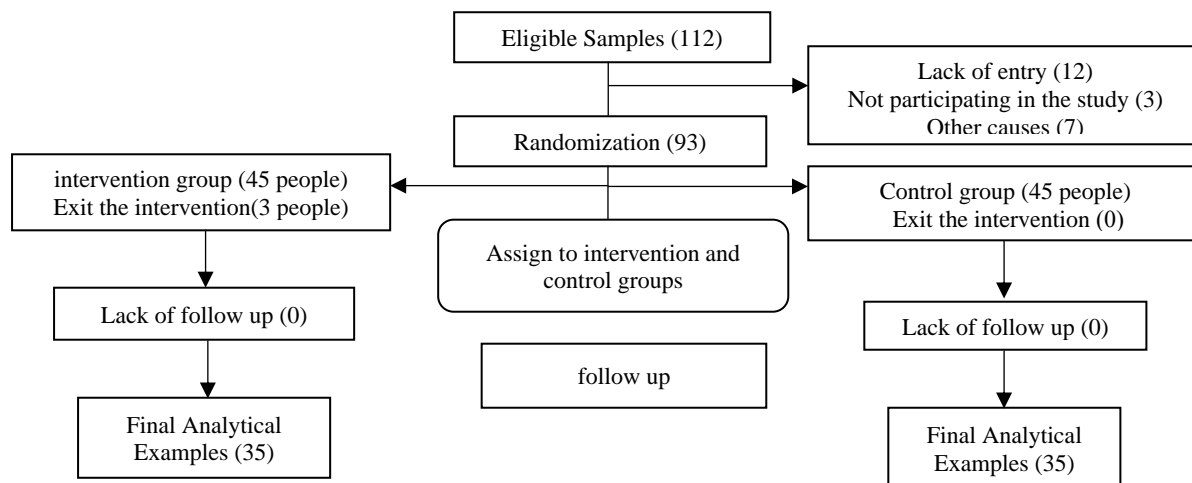 Eligible Samples (112)
Lack of entry (12)
Not participating in the study (3)
Other causes (7)
Randomization (93)
intervention group (45 people)
Exit the intervention(3 people)
Control group (45 people)
Exit the intervention (0)
Assign to intervention and
control groups
Lack of follow up (0)
Lack of follow up (0)
follow up
Final Analytical
Examples (35)
Final Analytical
Examples (35)